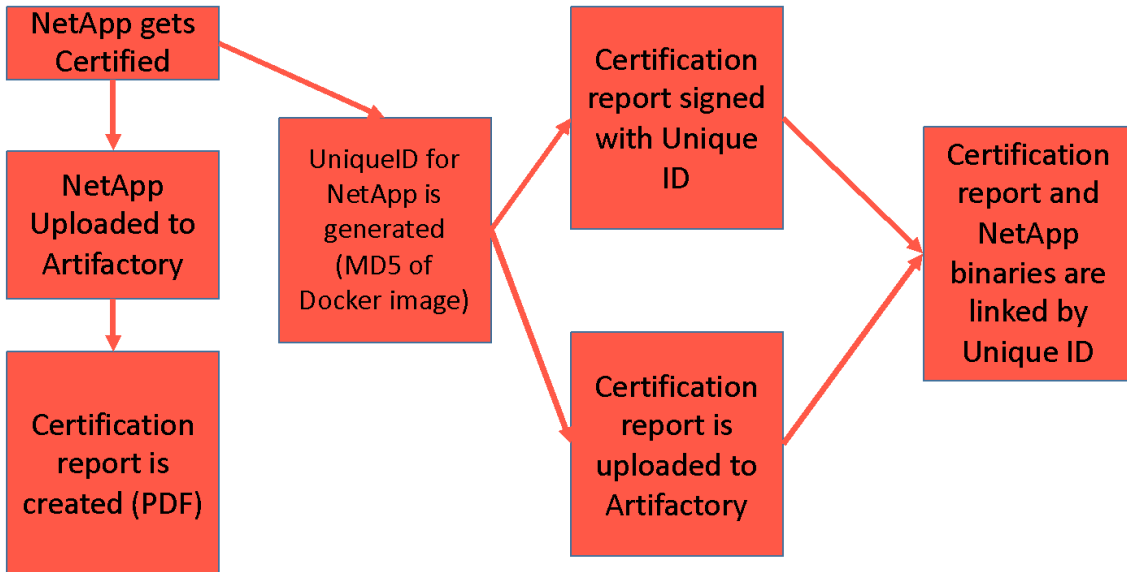 NetApp gets
Certified
NetApp
Uploaded to
Artifactory
Certification
report is
created (PDF)
UniqueID for
NetApp is
generated
(MD5 of
Docker image)
Certification
report signed
with Unique
ID
Certification
report is
uploaded to
Artifactory
Certification
report and
NetApp
binaries are
linked by
Unique ID